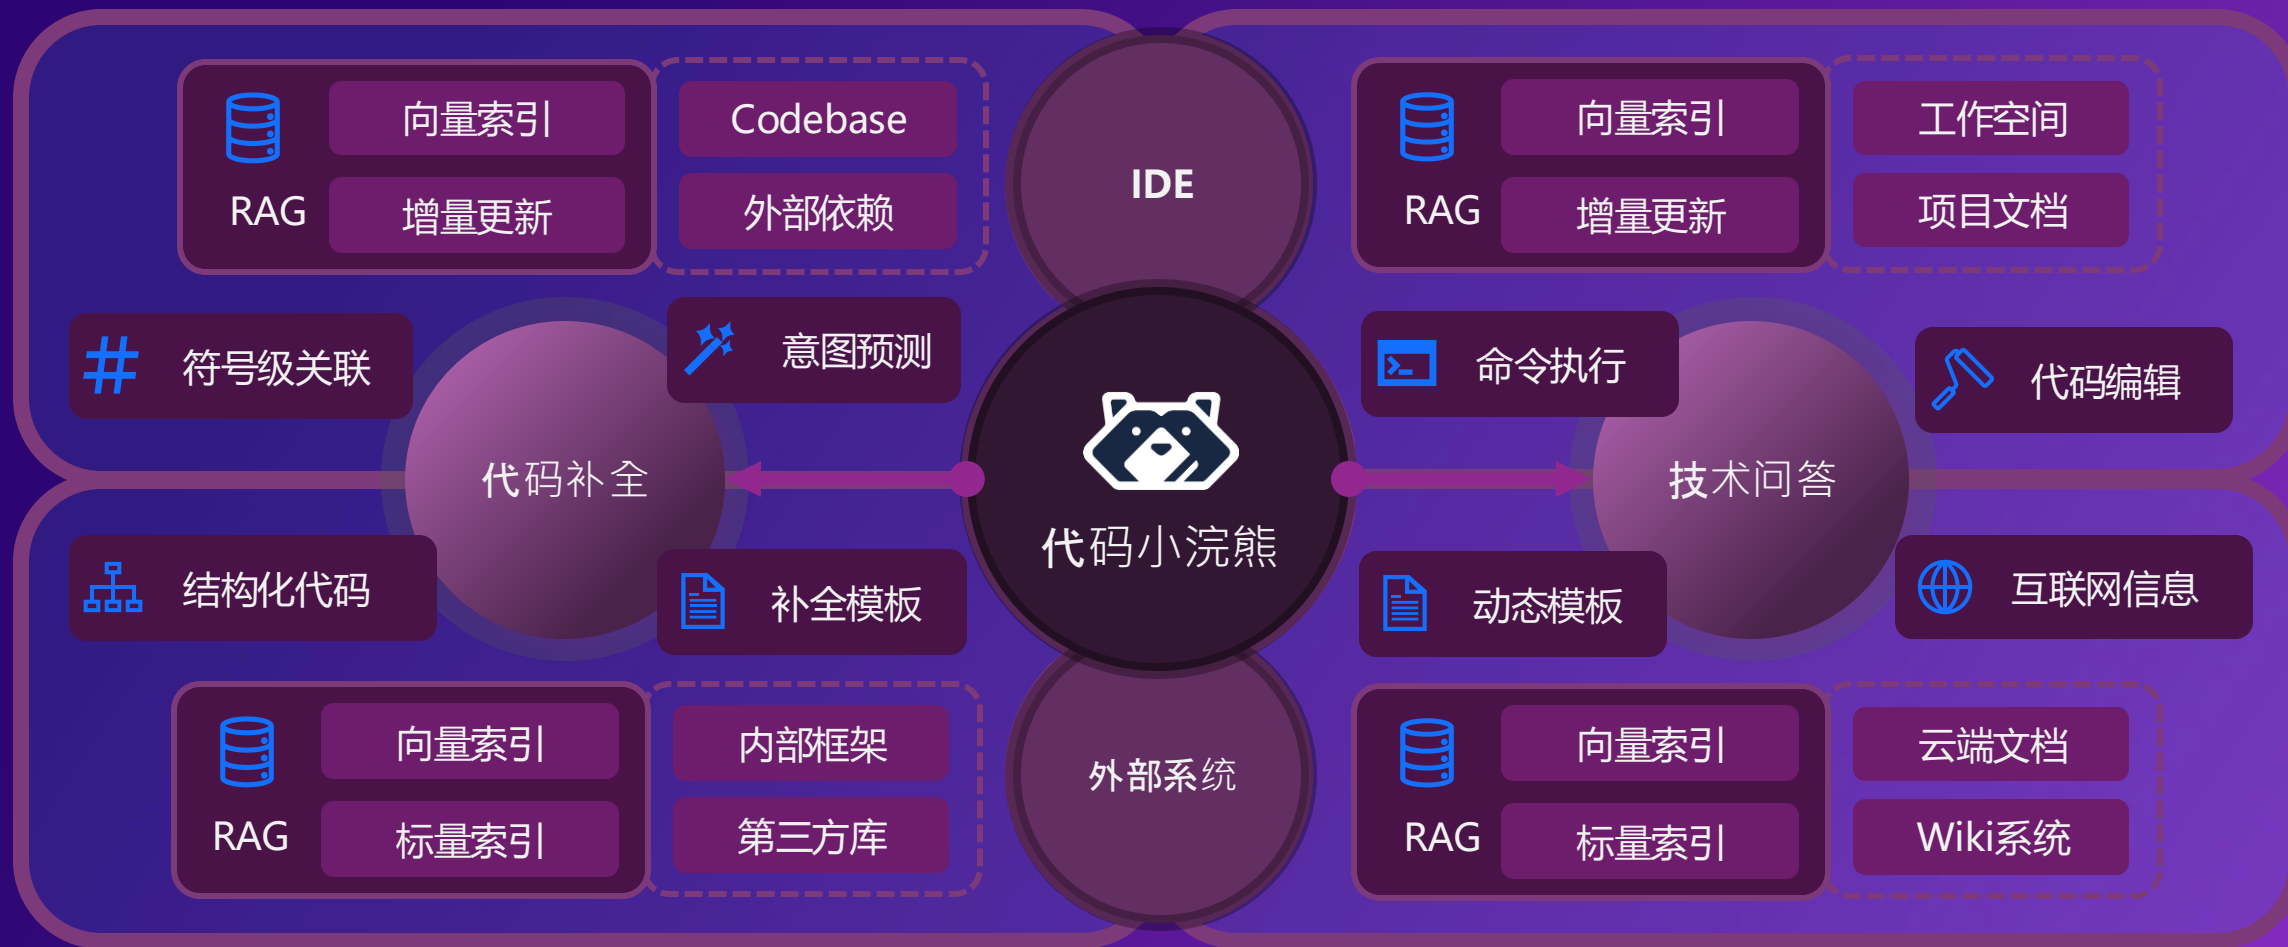 向量索引
增量更新
RAG
Codebase
外部依赖
IDE
向量索引
增量更新
RAG
工作空间
项目文档
符号级关联
意图预测
命令执行
代码编辑
代码补全
代码小浣熊
技术问答
结构化代码
补全模板
动态模板
互联网信息
向量索引
标量索引
RAG
内部框架
第三方库
外部系统
向量索引
标量索引
RAG
云端文档
Wiki系统